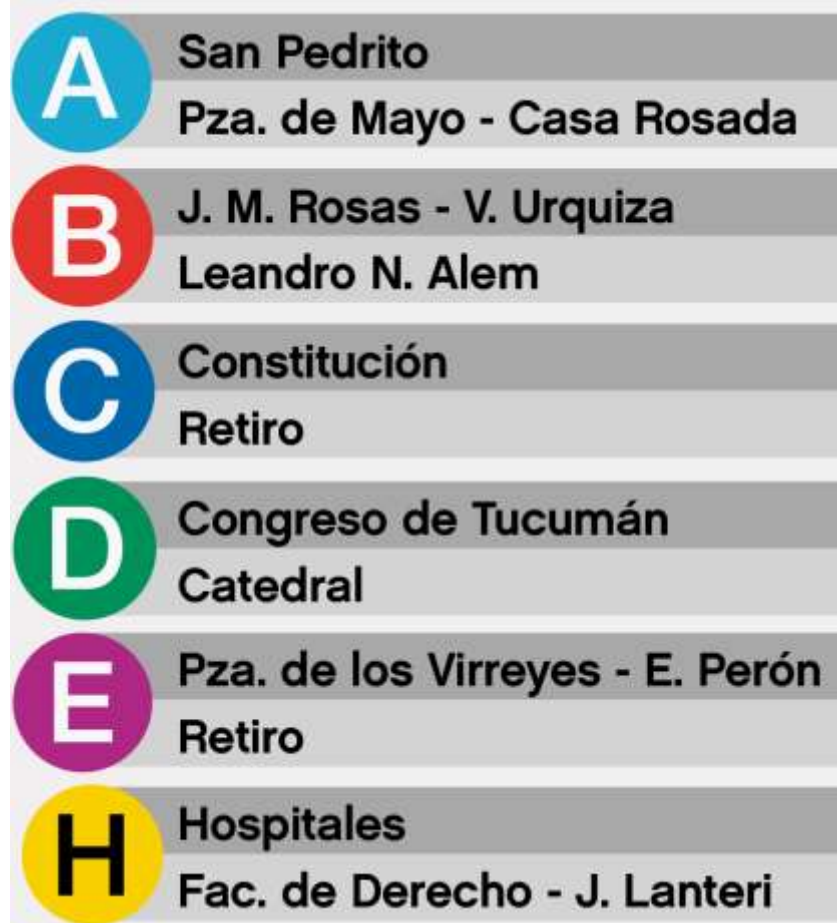 A
San Pedrito
Pza. de Mayo - Casa Rosada
B
J. M. Rosas - V. Urquiza
Leandro N. Alem
C
Constitución
Retiro
D
Congreso de Tucumán
Catedral
E
Pza. de los Virreyes - E. Perón
Retiro
H
Hospitales
Fac. de Derecho - J. Lanteri